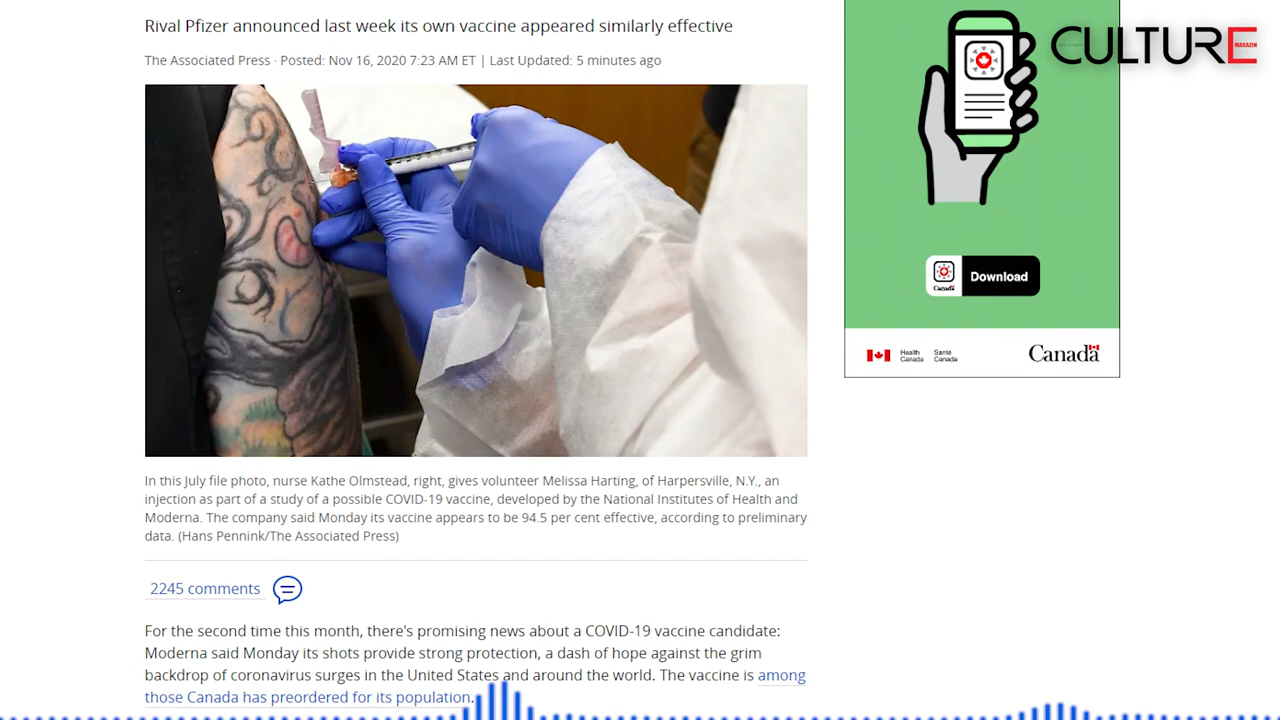 Rival Pfizer announced last week its own vaccine appeared similarly effective
The Associated Press · Posted: Nov 16, 2020 7:23 AM ET | Last Updated: 5 minutes ago
In this July file photo, nurse Kathe Olmstead, right, gives volunteer Melissa Harting, of Harpersville, N.Y., an
injection as part of a study of a possible COVID-19 vaccine, developed by the National Institutes of Health and
Moderna. The company said Monday its vaccine appears to be 94.5 per cent effective, according to preliminary
data. (Hans Pennink/The Associated Press)
2245 comments
For the second time this month, there's promising news about a COVID-19 vaccine candidate:
Moderna said Monday its shots provide strong protection, a dash of hope against the grim
backdrop of coronavirus surges in the United States and around the world. The vaccine is among
those Canada has preordered for its population.
CULTURE
MAGAZIN
Canada
Download
Health
Canada
Santé
Canada
Canada